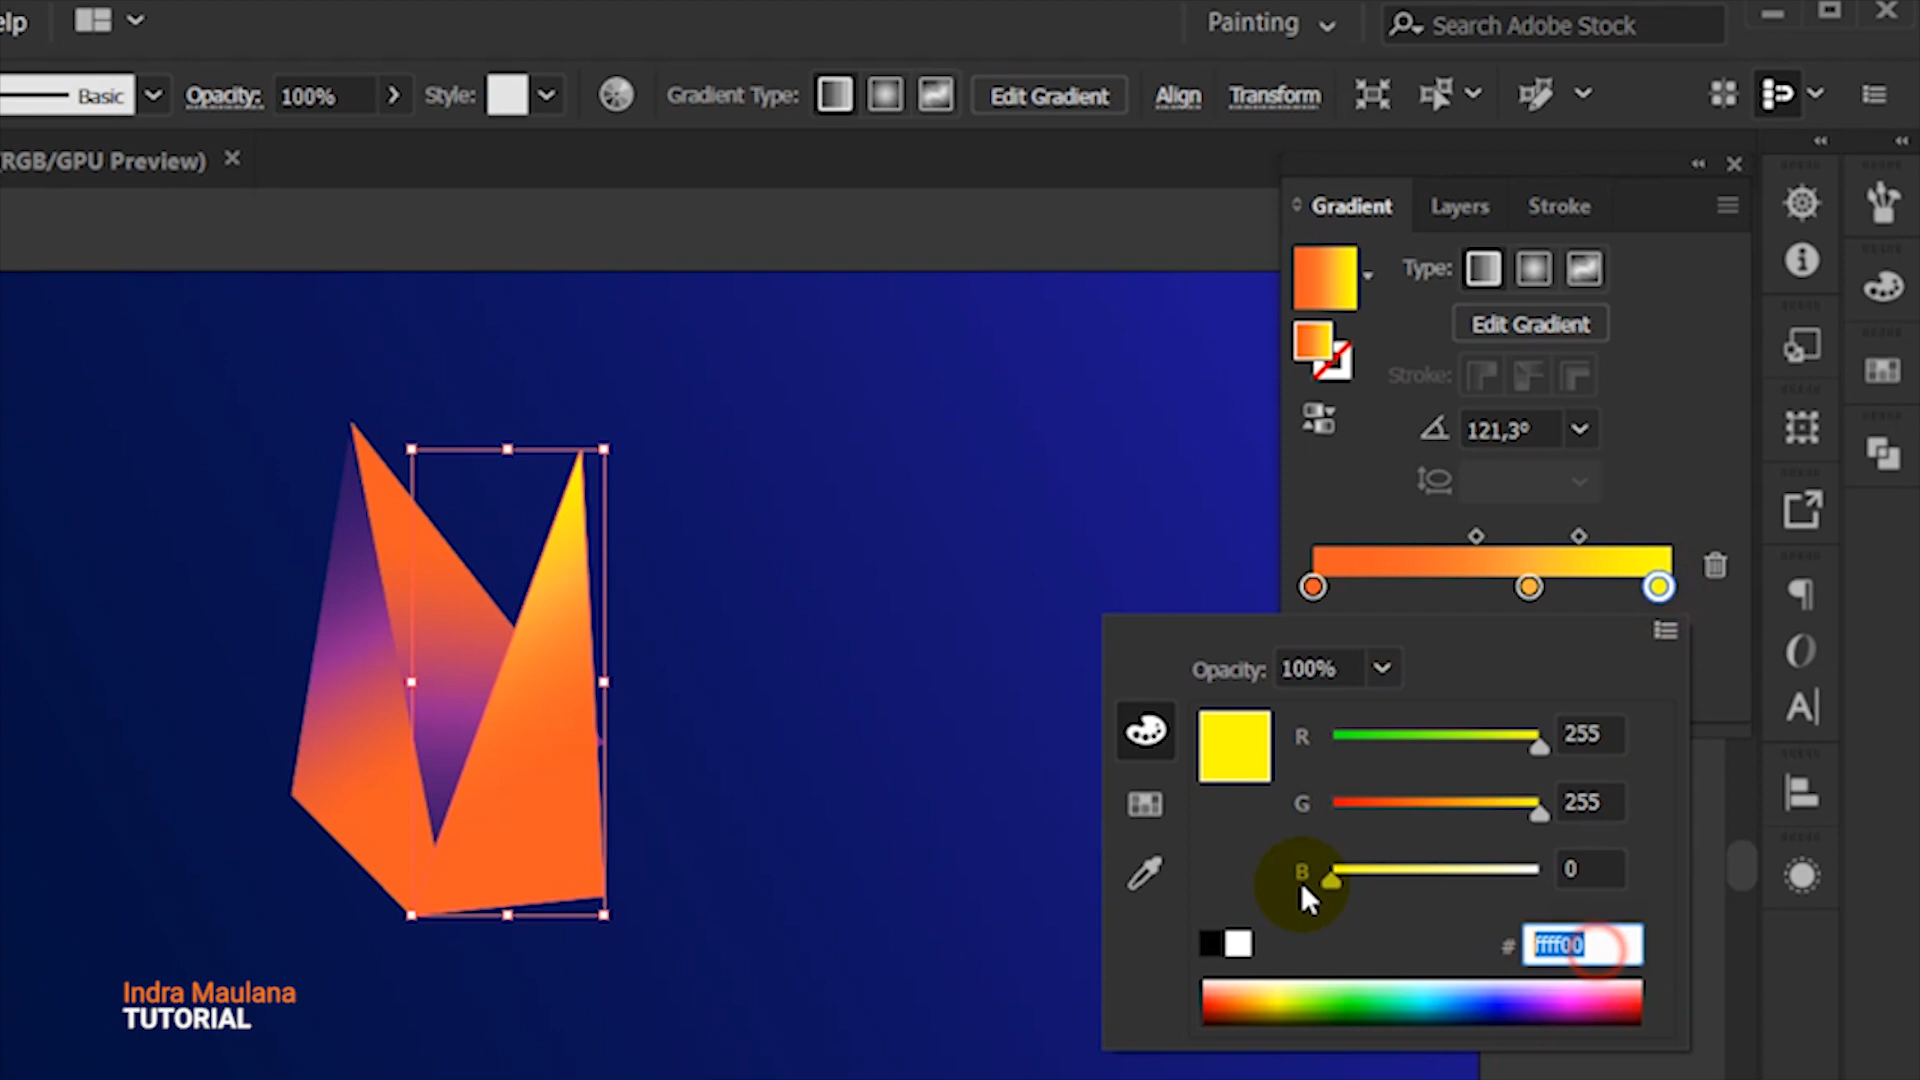 elp
Painting
Search Adobe Stock
Basic
Opacity:
100%
Style:
Gradient Type:
Edit Gradient
Align
Transform
(RGB/GPU Preview)
Gradient
Layers
Stroke
Type:
Edit Gradient
Stroke:
121,3°
Opacity:
100%
R
255
G
255
B
0
#
ffff00
Indra Maulana
TUTORIAL